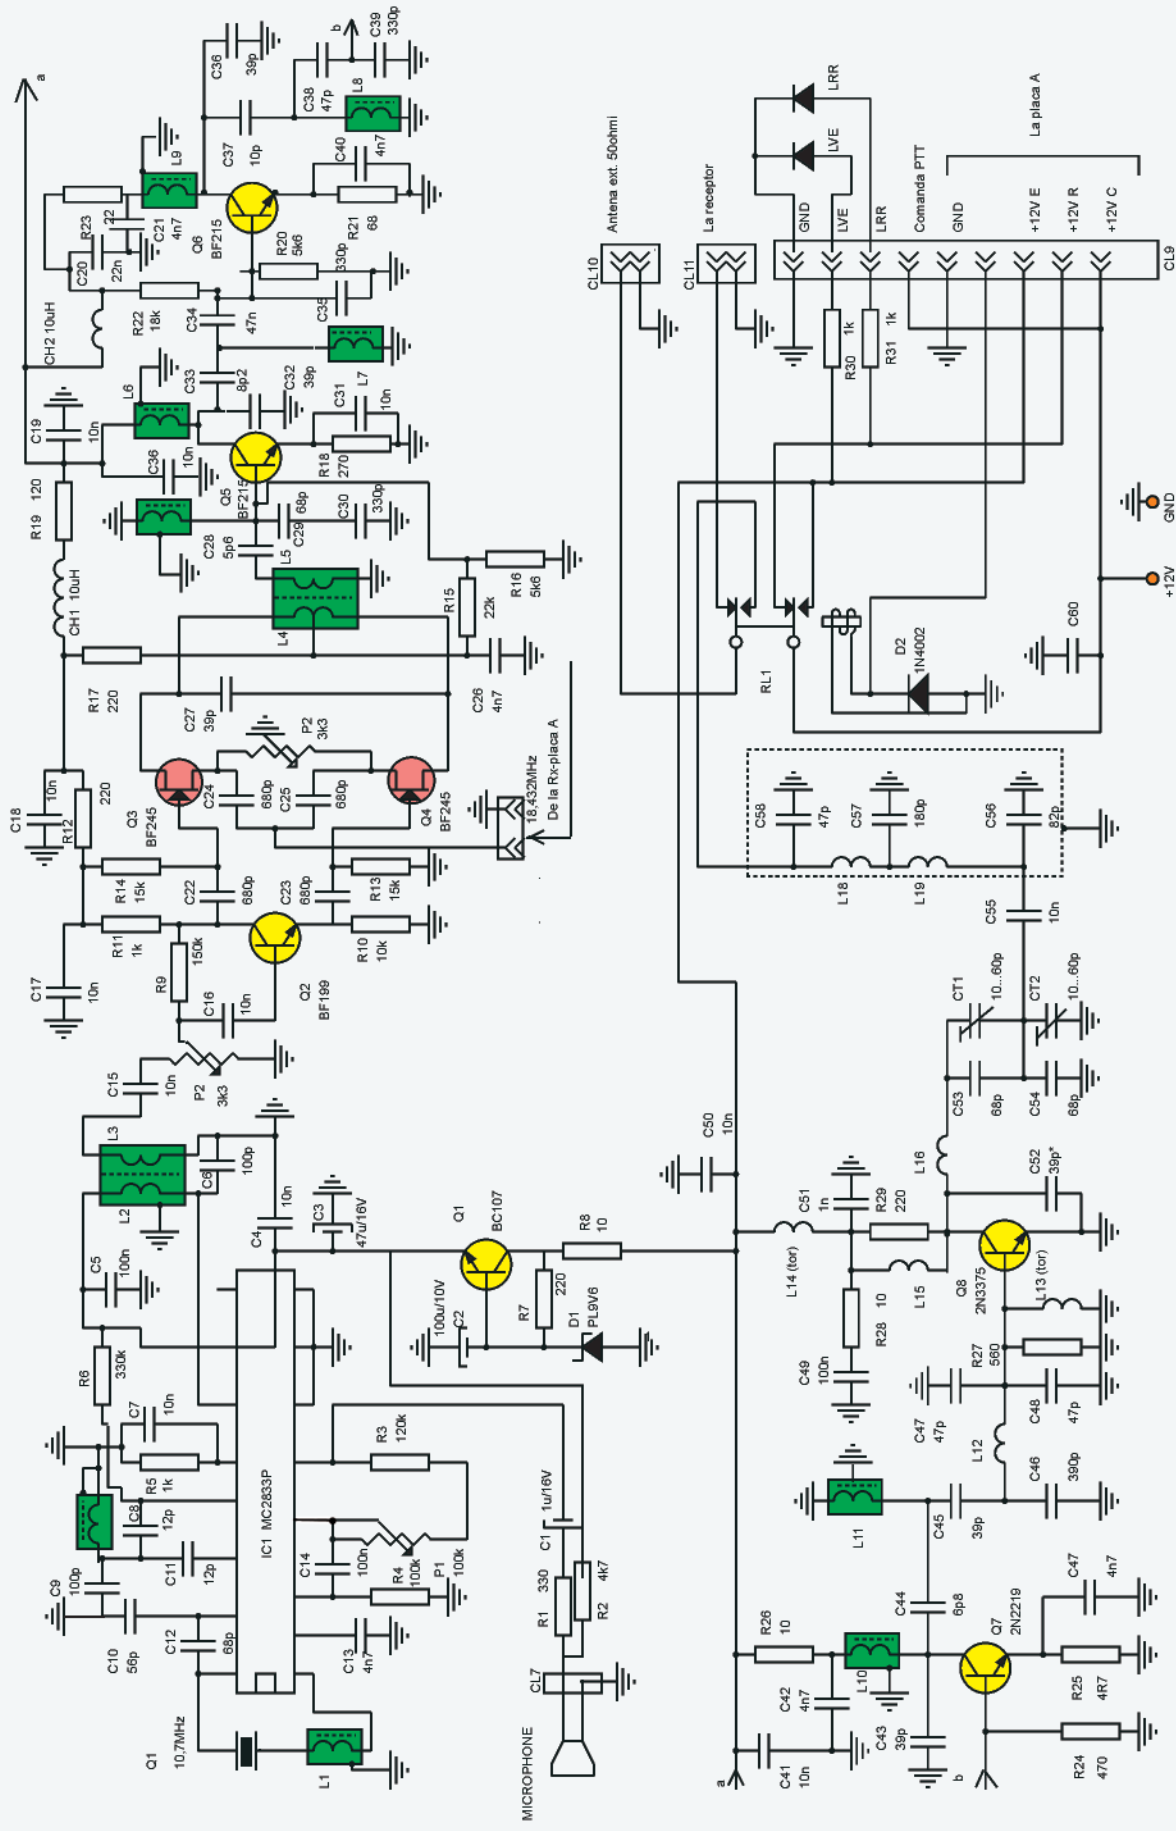 Q1
10,7MHz
L1
C10
56p
C12
68p
C9
100p
C11
12p
C8
12p
R5
1k
C7
10n
R6
330k
C5
100n
L2
L3
C6
100p
C4
10n
C3
47u/16V
IC1 MC2833P
C13
4n7
R4
100k
C14
100n
P1
100k
R3
120k
MICROPHONE
CL7
R1
330
R2
4k7
C1
1u/16V
100u/10V
C2
Q1
BC107
R7
220
D1
PL9V6
R8
10
C15
10n
P2
3k3
C17
10n
R9
150k
R11
1k
C16
10n
Q2
BF199
R14
15k
C22
680p
C23
680p
R10
10k
R13
15k
C18
10n
R12
220
Q3
BF245
C24
680p
C25
680p
Q4
BF245
P2
3k3
18,432MHz
De la Rx-placa A
R17
220
C27
39p
C26
4n7
CH1 10uH
L4
L5
R15
22k
R16
5k6
R19
120
C28
5p6
C29
68p
C30
330p
C19
10n
C36
10n
Q5
BF215
R18
270
C31
10n
L6
C33
8p2
C32
39p
L7
CH2 10uH
R22
18k
C34
47n
C35
330p
C20
22n
R23
22
C21
4n7
L9
Q6
BF215
R20
5k6
R21
68
C40
4n7
C37
10p
C36
39p
C38
47p
L8
C39
330p
a
b
a
b
C41
10n
R26
10
C42
4n7
L10
C43
39p
C44
6p8
Q7
2N2219
R24
470
R25
4R7
C47
4n7
L11
C45
39p
C46
390p
L12
C47
47p
C48
47p
R27
560
L13 (tor)
C49
100n
R28
10
L14 (tor)
C51
1n
R29
220
L15
Q8
2N3375
C50
10n
L16
C52
39p*
C53
68p
C54
68p
CT1
10...60p
CT2
10...60p
C55
10n
C58
47p
C57
180p
C56
82p
L18
L19
RL1
D2
1N4002
C60
+12V
GND
CL10
Antena ext. 50ohmi
CL11
La receptor
R30
1k
R31
1k
GND
LVE
LRR
Comanda PTT
GND
+12V E
+12V R
+12V C
CL9
LVE
LRR
La placa A